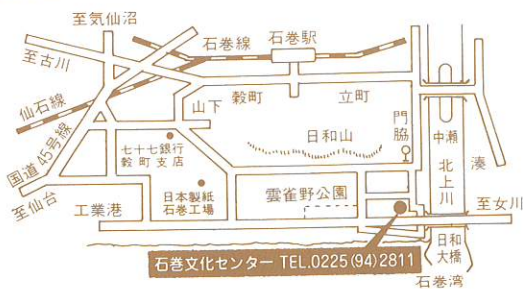 至気仙沼
石巻線
石巻駅
至古川
仙石線
山下
穀町
立町
門脇
日和山
中瀬
国道45号線
七十七銀行
穀町支店
北上川
湊
至仙台
日本製紙
石巻工場
雲雀野公園
工業港
至女川
日和
大橋
石巻文化センター TEL.0225(94)2811
石巻湾